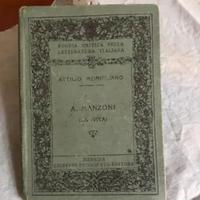 STORIA CRITICA DELLA
LETTERATURA ITALIANA
ATTILIO MOMIGLIANO
A. MANZONI
(LA VITA)
MESSINA
GIUSEPPE PRINCIPATO EDITORE